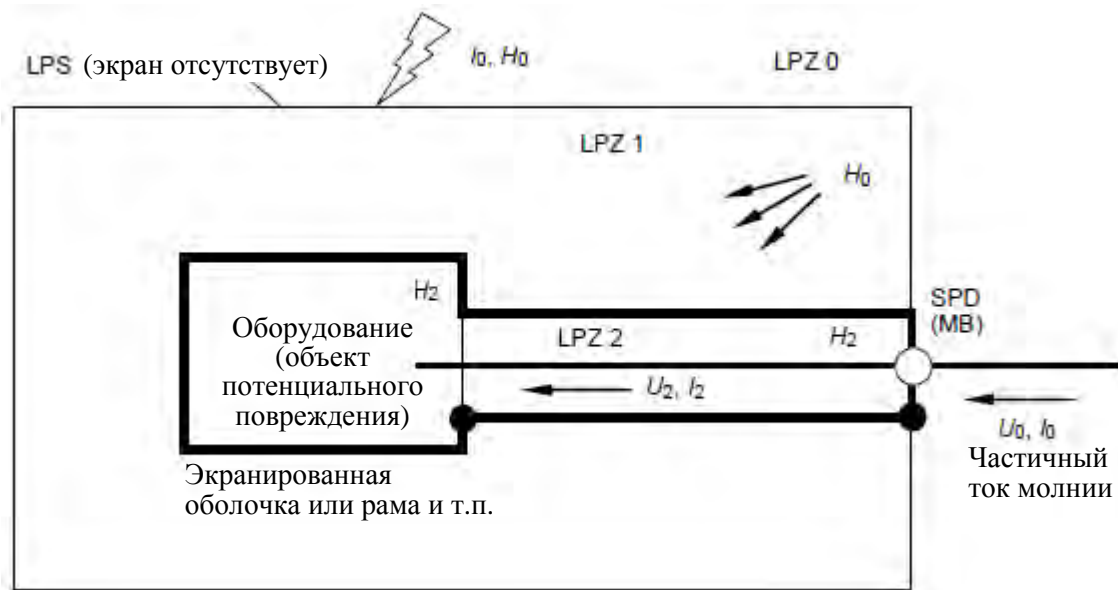 LPS (экран отсутствует)
I0, H0
LPZ 0
LPZ 1
H0
H2
SPD
(MB)
Оборудование
(объект
потенциального
повреждения)
LPZ 2
H2
U2, I2
U0, I0
Частичный
ток молнии
Экранированная
оболочка или рама и т.п.